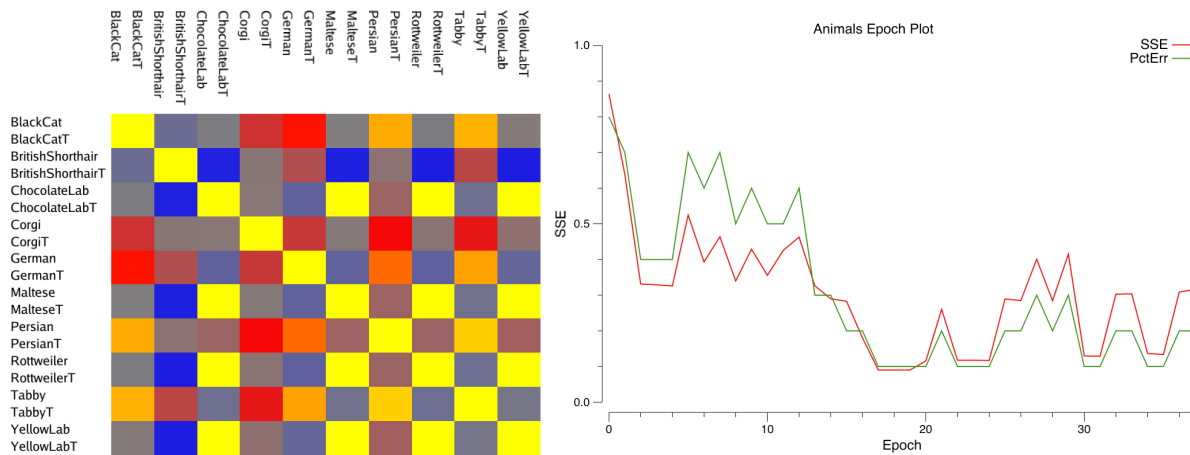 BlackCat
BlackCatT
BritishShorthair
BritishShorthairT
ChocolateLab
ChocolateLabT
Corgi
CorgiT
German
GermanT
Maltese
MalteseT
Persian
PersianT
Rottweiler
RottweilerT
Tabby
TabbyT
YellowLab
YellowLabT
BlackCat
BlackCatT
BritishShorthair
BritishShorthairT
ChocolateLab
ChocolateLabT
Corgi
CorgiT
German
GermanT
Maltese
MalteseT
Persian
PersianT
Rottweiler
RottweilerT
Tabby
TabbyT
YellowLab
YellowLabT
Animals Epoch Plot
SSE
PctErr
1.0
0.5
0.0
SSE
0
10
20
30
Epoch